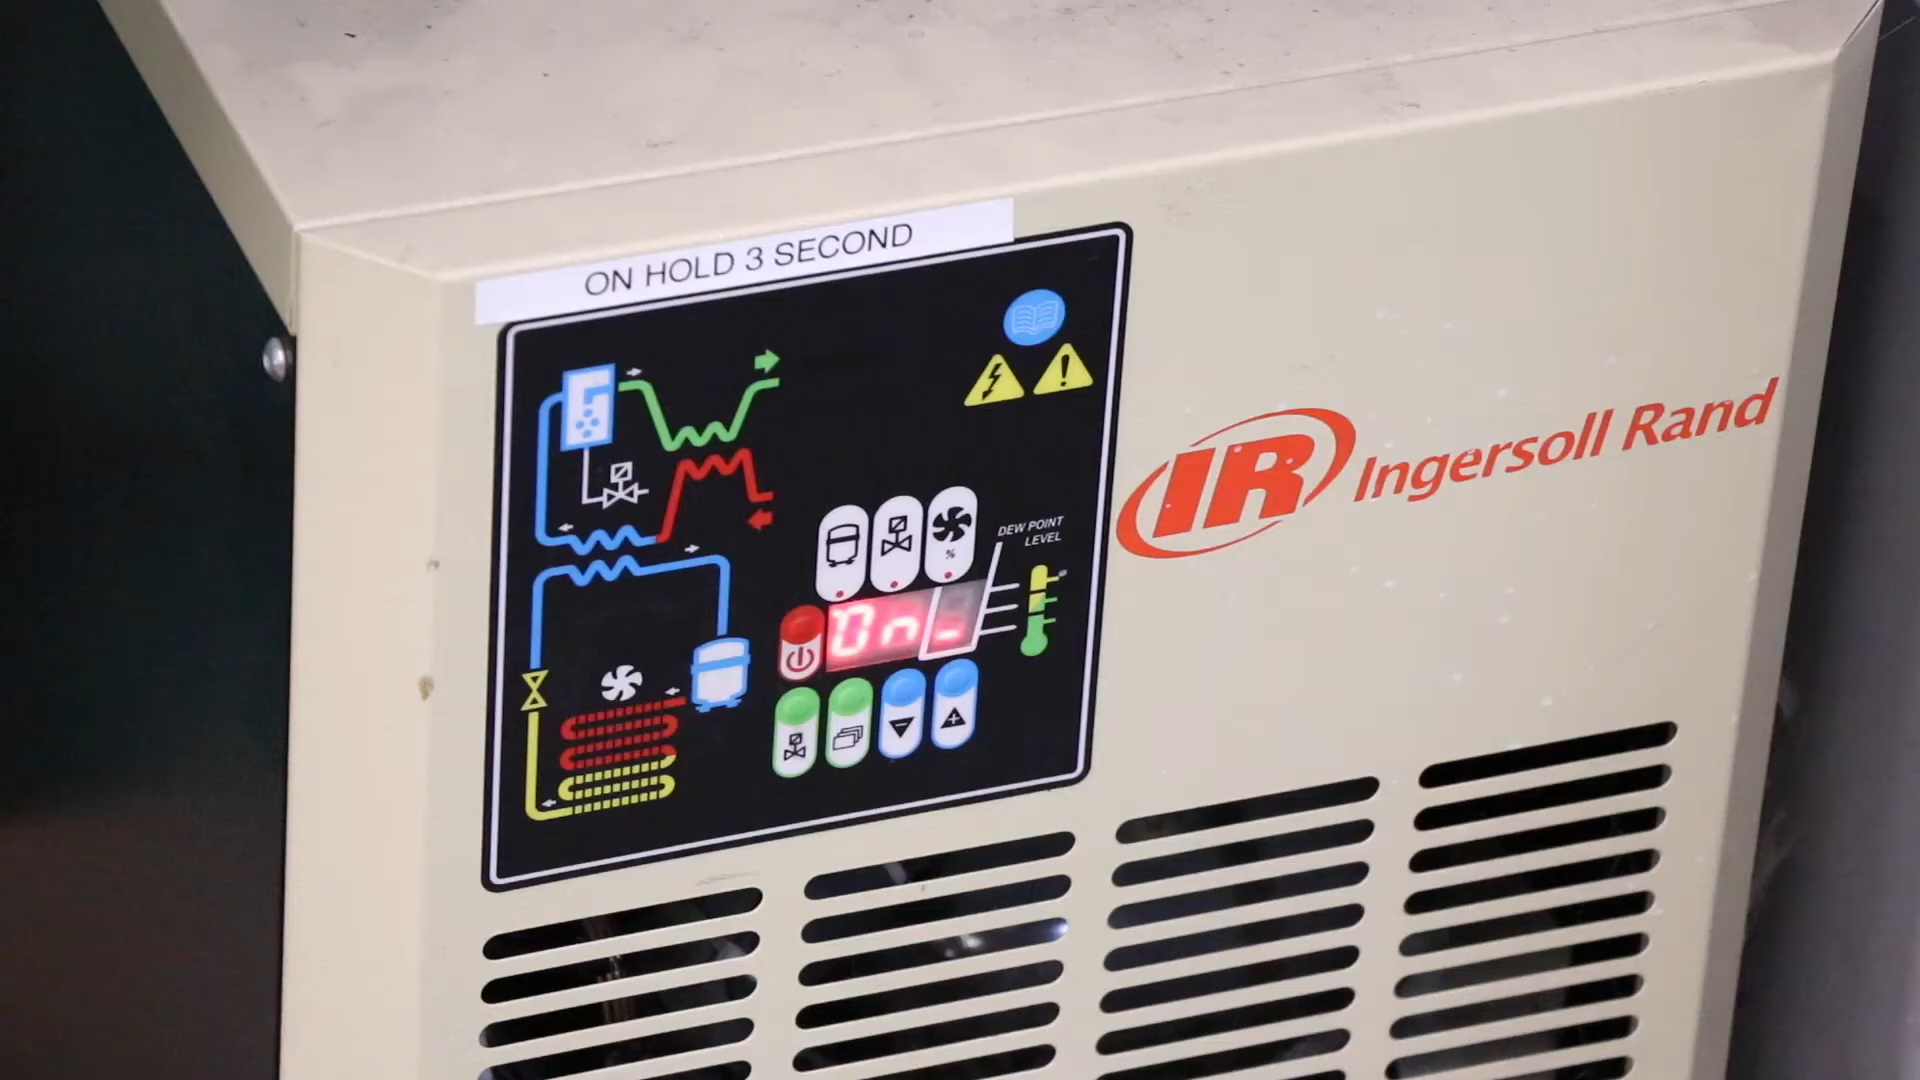 ON HOLD 3 SECOND
IR Ingersoll Rand
DEW POINT
LEVEL
%
On